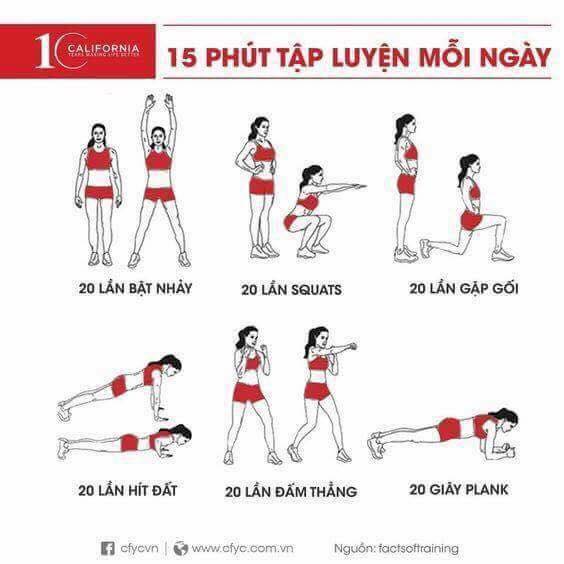 10 CALIFORNIA
YEARS MAKING LIFE BETTER
15 PHÚT TẬP LUYỆN MỖI NGÀY
20 LẦN BẬT NHẢY
20 LẦN SQUATS
20 LẦN GẬP GỐI
20 LẦN HÍT ĐẤT
20 LẦN ĐẤM THẲNG
20 GIÂY PLANK
cfycvn | www.cfyc.com.vn
Nguồn: factsoftraining